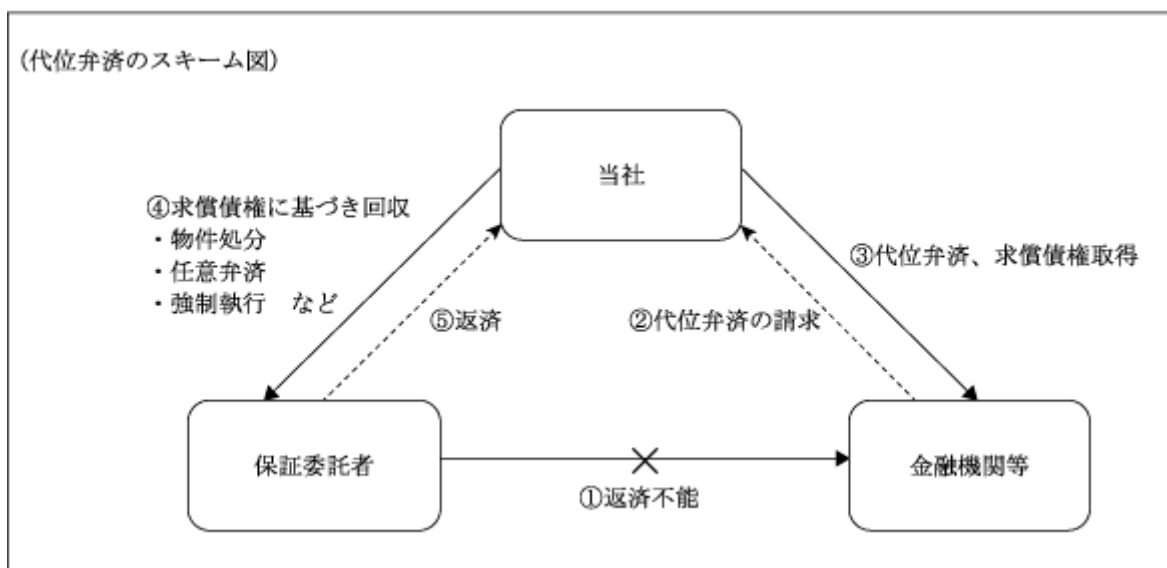 (代位弁済のスキーム図)
当社
④求償債権に基づき回収
・物件処分
・任意弁済
・強制執行　など
③代位弁済、求償債権取得
⑤返済
②代位弁済の請求
保証委託者
金融機関等
①返済不能